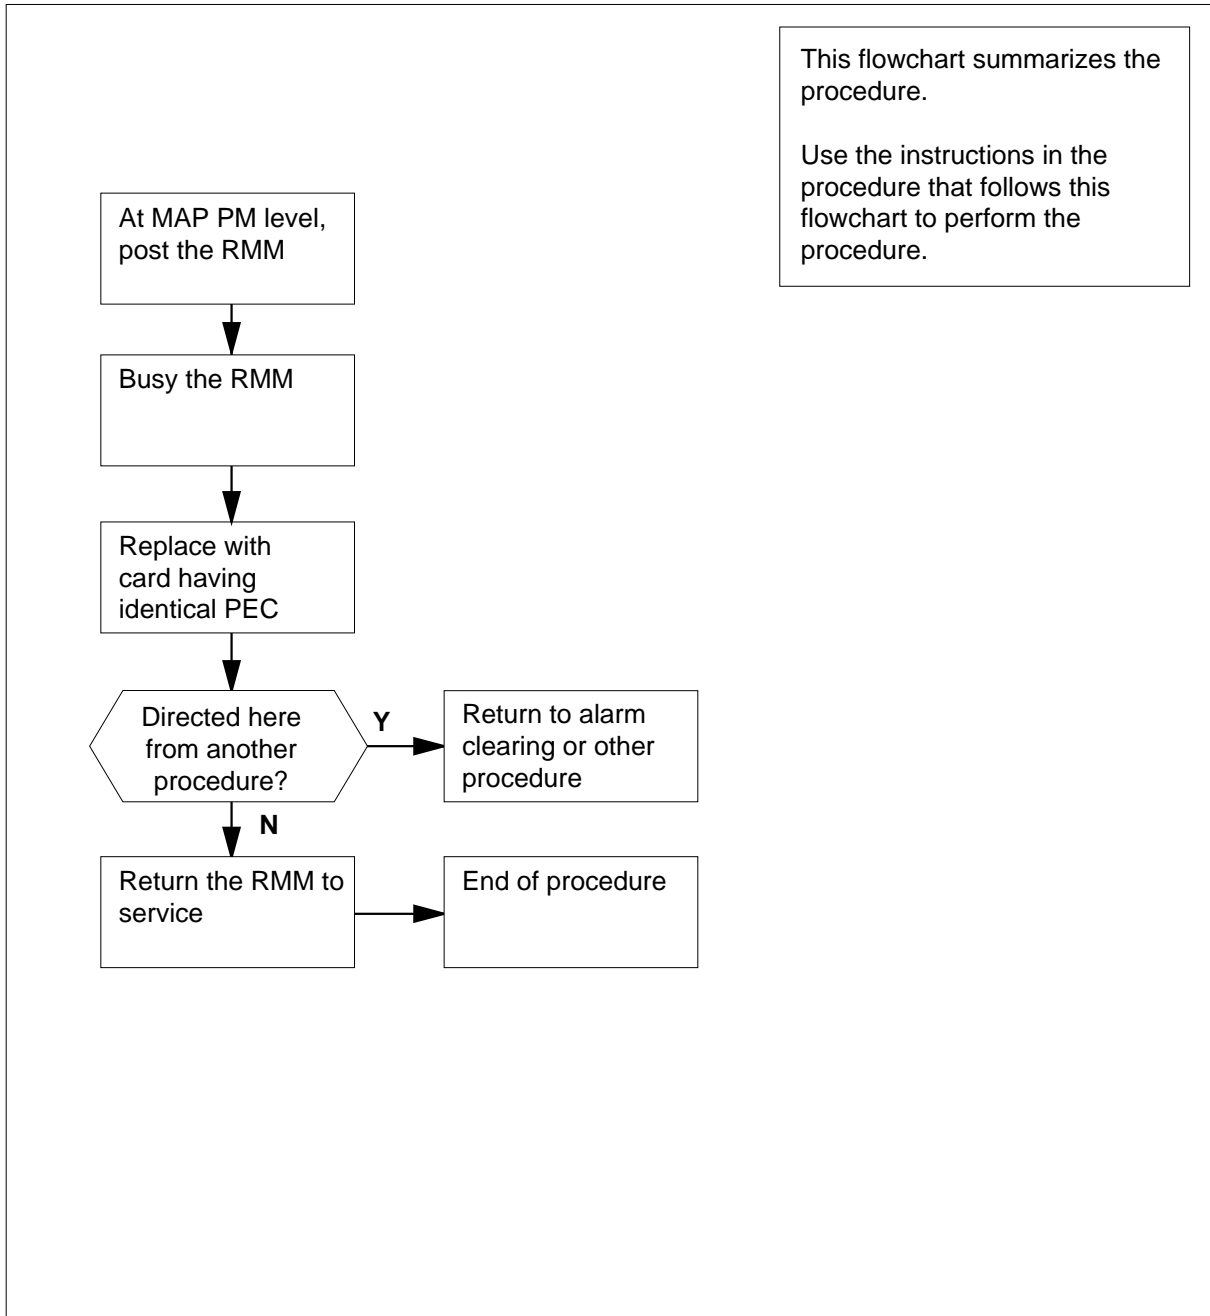 This flowchart summarizes the
procedure.
Use the instructions in the
procedure that follows this
flowchart to perform the
procedure.
At MAP PM level,
post the RMM
Busy the RMM
Replace with
card having
identical PEC
Directed here
from another
procedure?
Y
Return to alarm
clearing or other
procedure
N
Return the RMM to
service
End of procedure